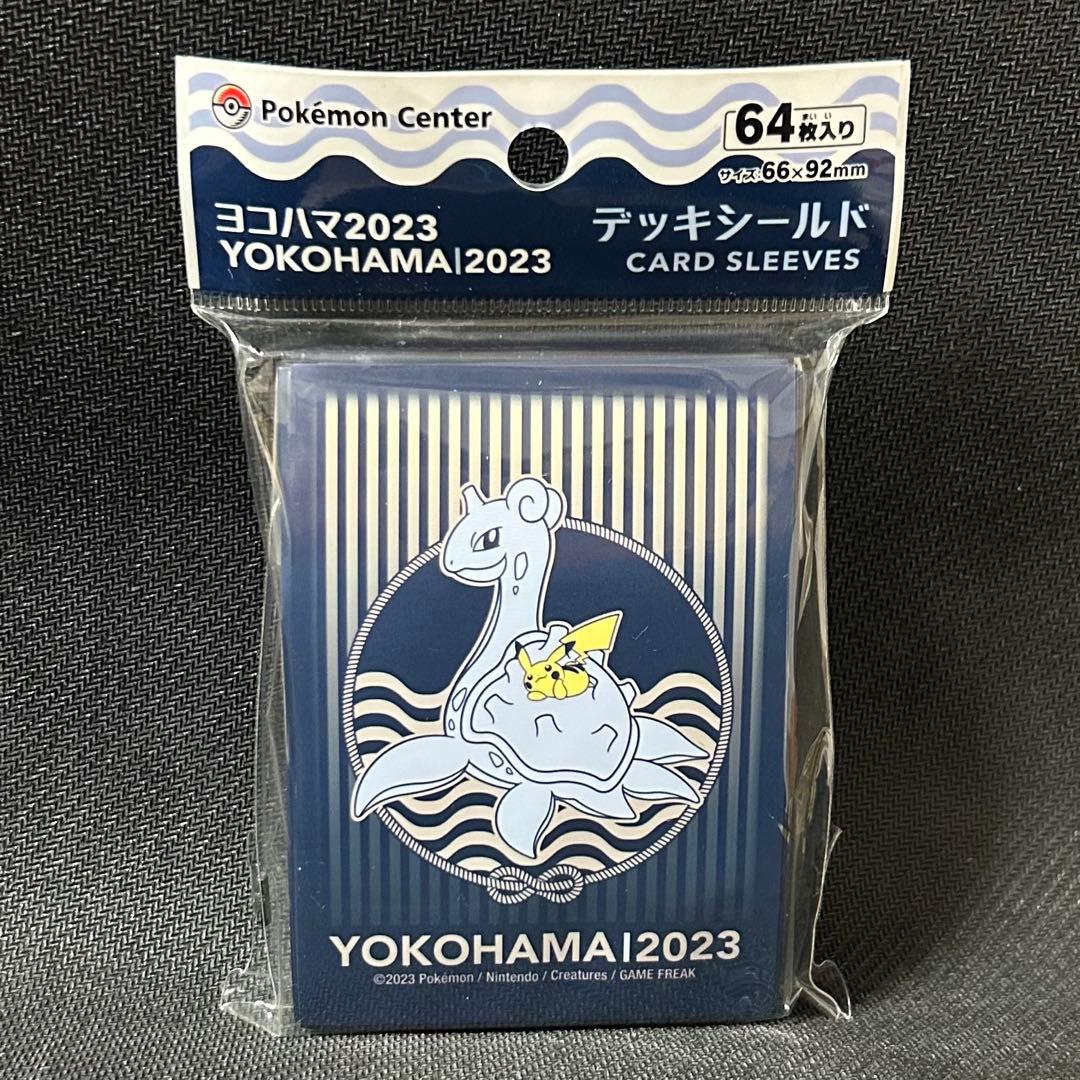 Pokémon Center
64枚入り
まいい
サイズ:66×92mm
ヨコハマ2023
YOKOHAMA|2023
デッキシールド
CARD SLEEVES
YOKOHAMA|2023
©2023 Pokémon / Nintendo / Creatures / GAME FREAK